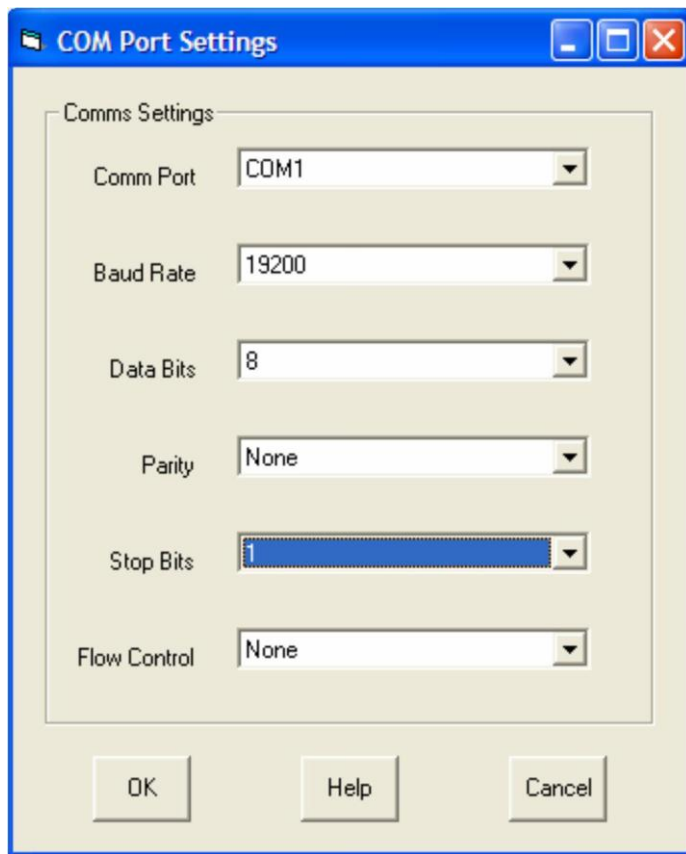 COM Port Settings
Comms Settings
Comm Port COM1
Baud Rate 19200
Data Bits 8
Parity None
Stop Bits 1
Flow Control None
OK Help Cancel